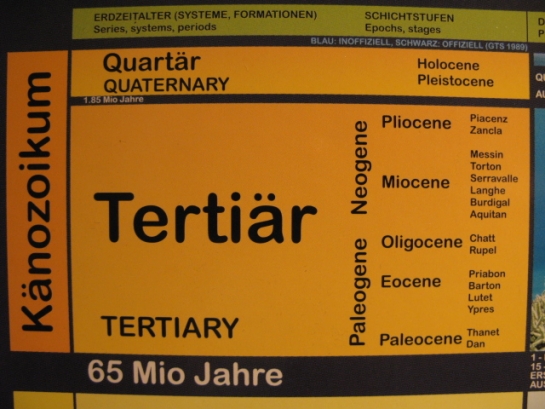 ERDZEITALTER (SYSTEME, FORMATIONEN)
Series, systems, periods
SCHICHTSTUFEN
Epochs, stages
BLAU: INOFFIZIELL, SCHWARZ: OFFIZIELL (GTS 1989)
Känozoikum
Quartär
QUATERNARY
Holocene
Pleistocene
1.85 Mio Jahre
Tertiär
TERTIARY
Neogene
Pliocene
Piacenz
Zancla
Miocene
Messin
Torton
Serravalle
Langhe
Burdigal
Aquitan
Paleogene
Oligocene
Chatt
Rupel
Eocene
Priabon
Barton
Lutet
Ypres
Paleocene
Thanet
Dan
65 Mio Jahre